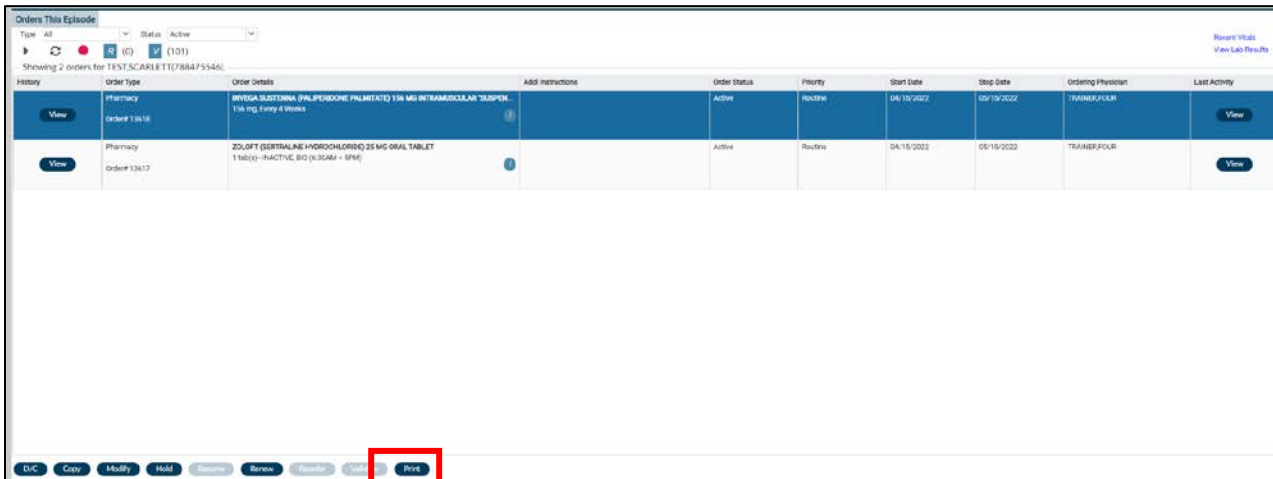 Orders This Episode
Type All Status Active
R (0) V (101)
Recent Vitals
View Lab Results
Showing 2 orders for TEST,SCARLETT(788475546).
History Order Type Order Details Addl Instructions Order Status Priority Start Date Stop Date Ordering Physician Last Activity
View Pharmacy INVEGA SUSTENNA (PALIPERIDONE PALMITATE) 156 MG INTRAMUSCULAR "SUSPEN... Active Routine 04/15/2022 05/15/2022 TRAINER,FOUR View
156 mg, Every 4 Weeks
Order# 13618
View Pharmacy ZOLOFT (SERTRALINE HYDROCHLORIDE) 25 MG ORAL TABLET Active Routine 04/15/2022 05/15/2022 TRAINER,FOUR View
1 tab(s)--INACTIVE, BID (6:30AM + 5PM)
Order# 13617
D/C Copy Modify Hold Resume Renew Reorder Print